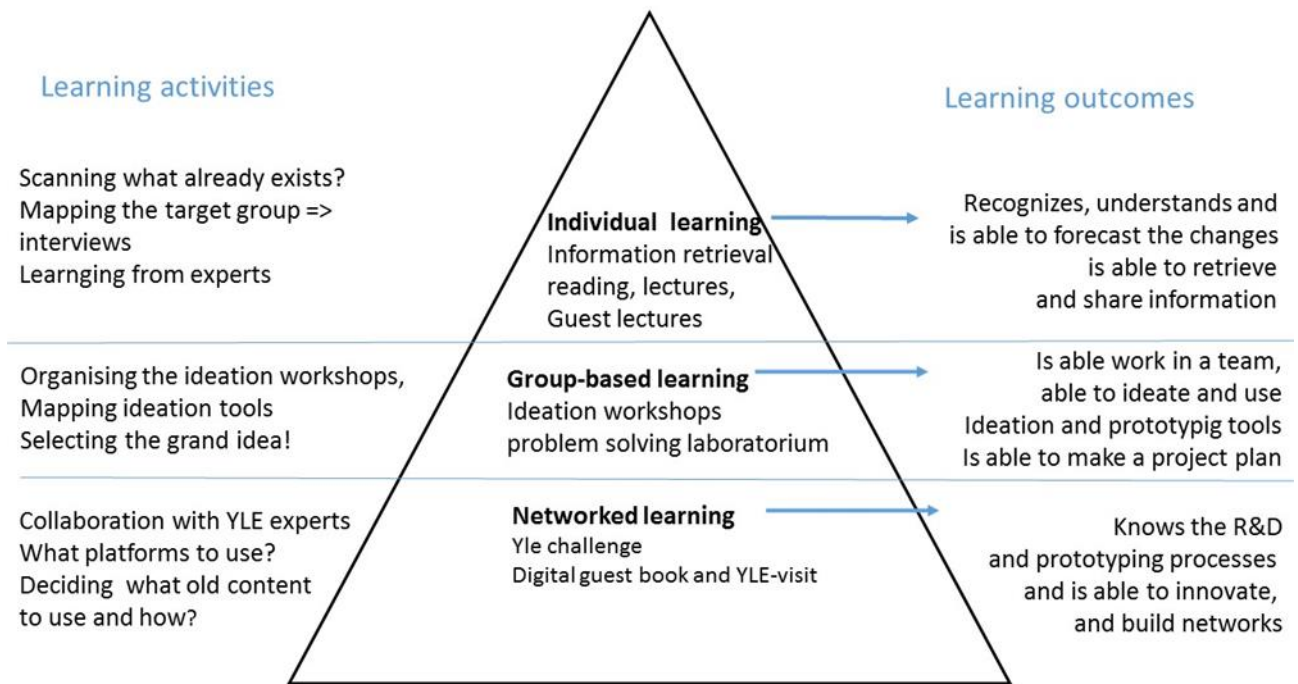 Learning activities
Learning outcomes
Scanning what already exists?
Mapping the target group =>
interviews
Learnging from experts
Individual learning
Information retrieval
reading, lectures,
Guest lectures
Recognizes, understands and
is able to forecast the changes
is able to retrieve
and share information
Organising the ideation workshops,
Mapping ideation tools
Selecting the grand idea!
Group-based learning
Ideation workshops
problem solving laboratorium
Is able work in a team,
able to ideate and use
Ideation and prototypig tools
Is able to make a project plan
Collaboration with YLE experts
What platforms to use?
Deciding what old content
to use and how?
Networked learning
Yle challenge
Digital guest book and YLE-visit
Knows the R&D
and prototyping processes
and is able to innovate,
and build networks